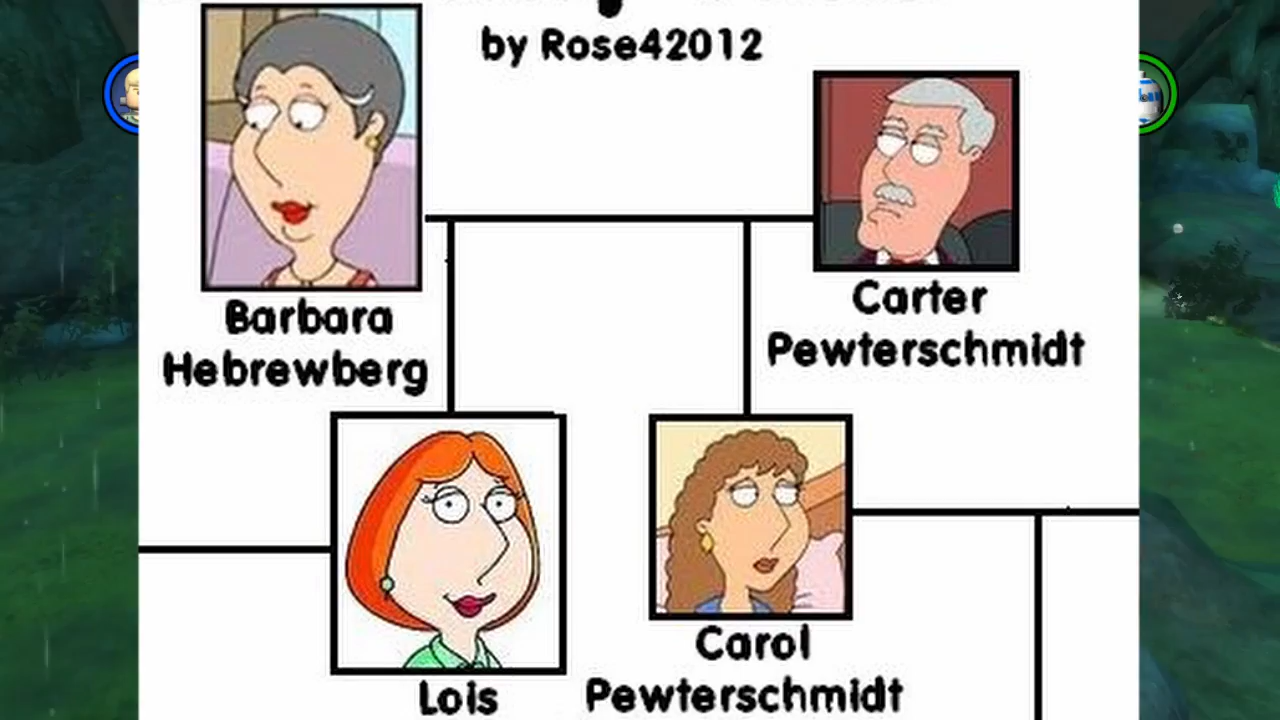 by Rose42012
Barbara
Hebrewberg
Carter
Pewterschmidt
Lois
Carol
Pewterschmidt